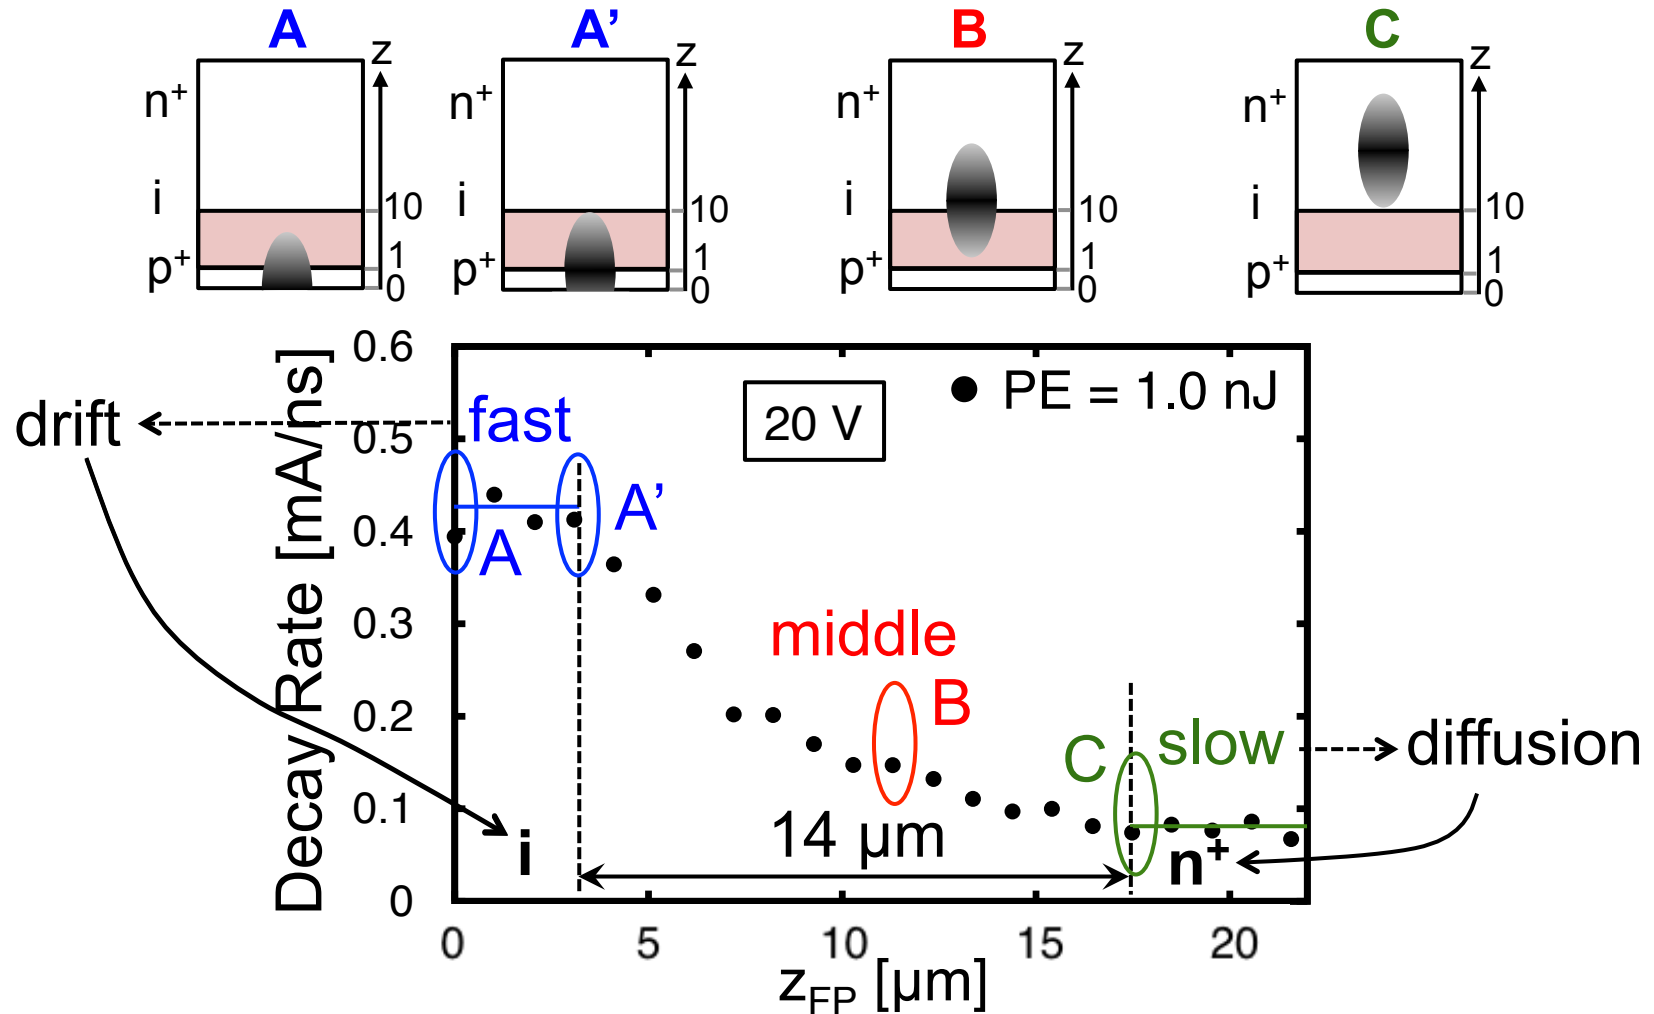 A
A’
B
C
z
n⁺
i
p⁺
10
1
0
z
n⁺
i
p⁺
10
1
0
z
n⁺
i
p⁺
10
1
0
z
n⁺
i
p⁺
10
1
0
Decay Rate [mA/ns]
0.6
0.5
0.4
0.3
0.2
0.1
0
drift
fast
20 V
PE = 1.0 nJ
A
A’
middle
B
C
slow
diffusion
14 µm
i
n⁺
0
5
10
15
20
z_FP [µm]